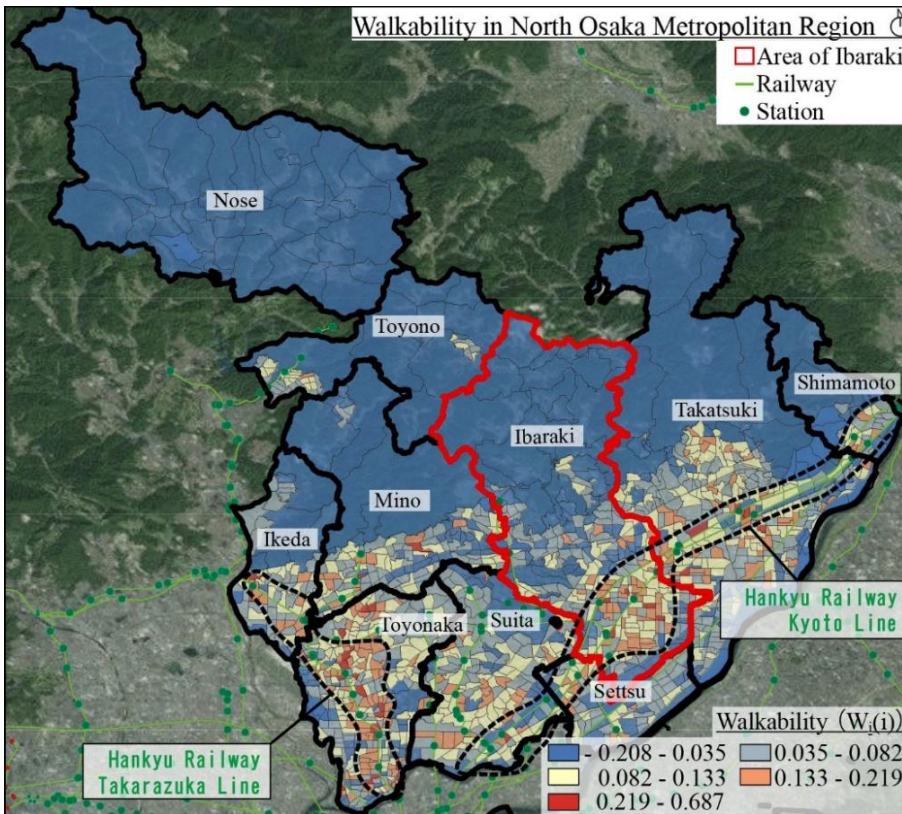 Walkability in North Osaka Metropolitan Region
N
Area of Ibaraki
Railway
Station
Nose
Toyono
Shimamoto
Takatsuki
Ibaraki
Mino
Ikeda
Hankyu Railway
Kyoto Line
Toyonaka
Suita
Settsu
Hankyu Railway
Takarazuka Line
Walkability (Wⱼ(i))
- 0.208 - 0.035
0.035 - 0.082
0.082 - 0.133
0.133 - 0.219
0.219 - 0.687